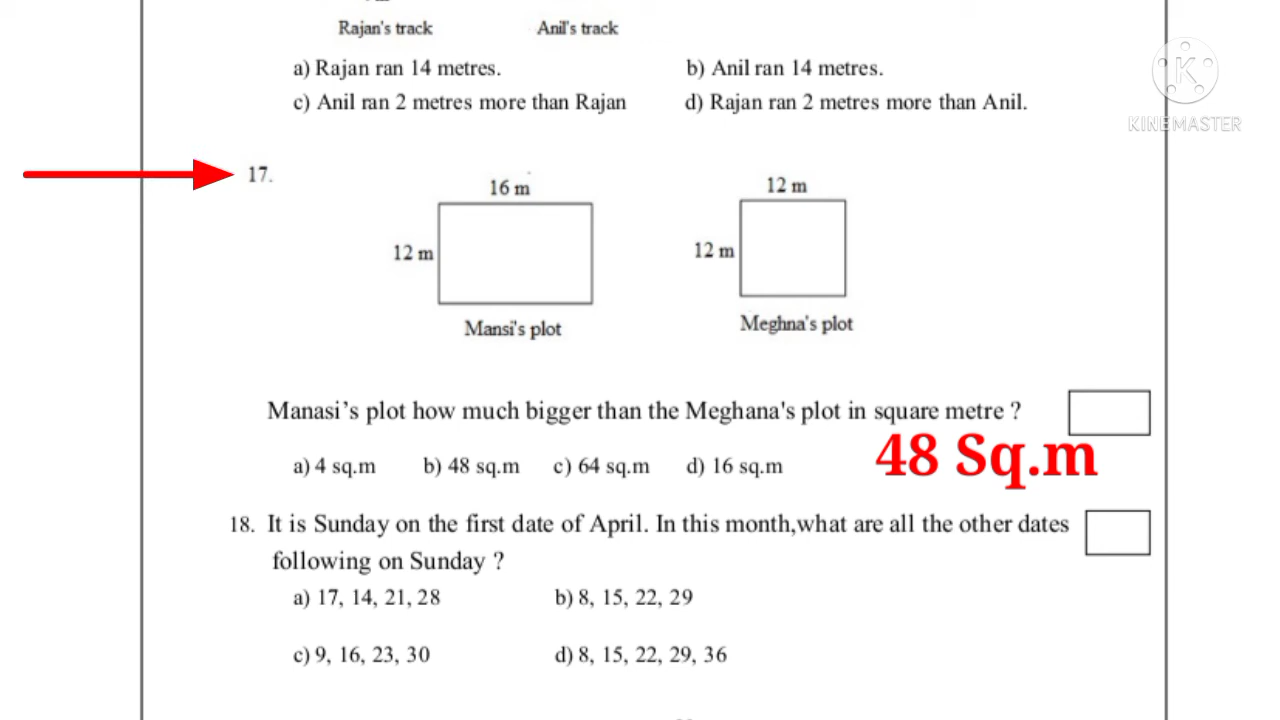 Rajan's track Anil's track
a) Rajan ran 14 metres. b) Anil ran 14 metres.
c) Anil ran 2 metres more than Rajan d) Rajan ran 2 metres more than Anil.
KINEMASTER
17.
16 m 12 m
12 m 12 m
Mansi's plot Meghna's plot
Manasi’s plot how much bigger than the Meghana's plot in square metre ?
a) 4 sq.m b) 48 sq.m c) 64 sq.m d) 16 sq.m
48 Sq.m
18. It is Sunday on the first date of April. In this month,what are all the other dates
following on Sunday ?
a) 17, 14, 21, 28 b) 8, 15, 22, 29
c) 9, 16, 23, 30 d) 8, 15, 22, 29, 36